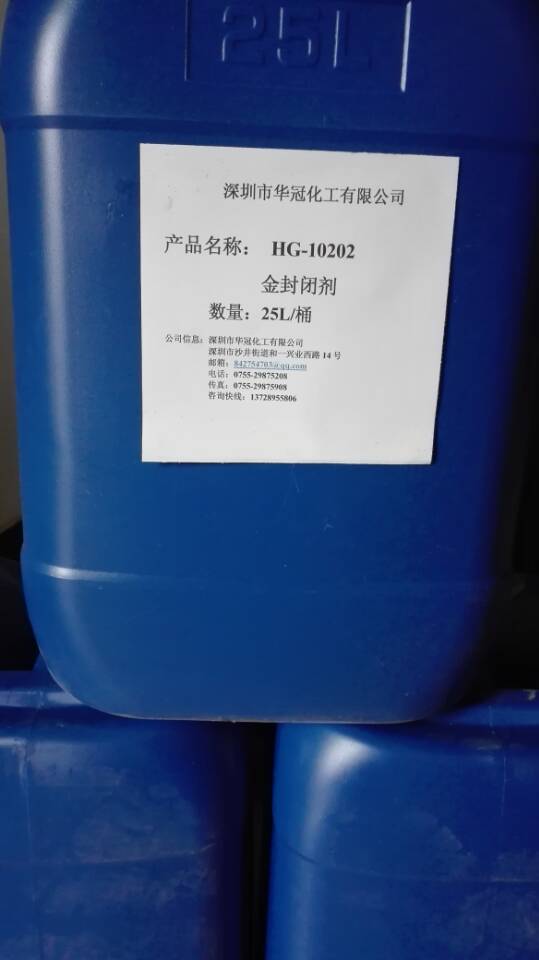 25L
深圳市华冠化工有限公司
产品名称： HG-10202
金封闭剂
数量：25L/桶
公司信息：深圳市华冠化工有限公司
深圳市沙井街道和一兴业西路 14 号
邮箱：842754703@qq.com
电话：0755-29875208
传真：0755-29875908
咨询快线：13728955806